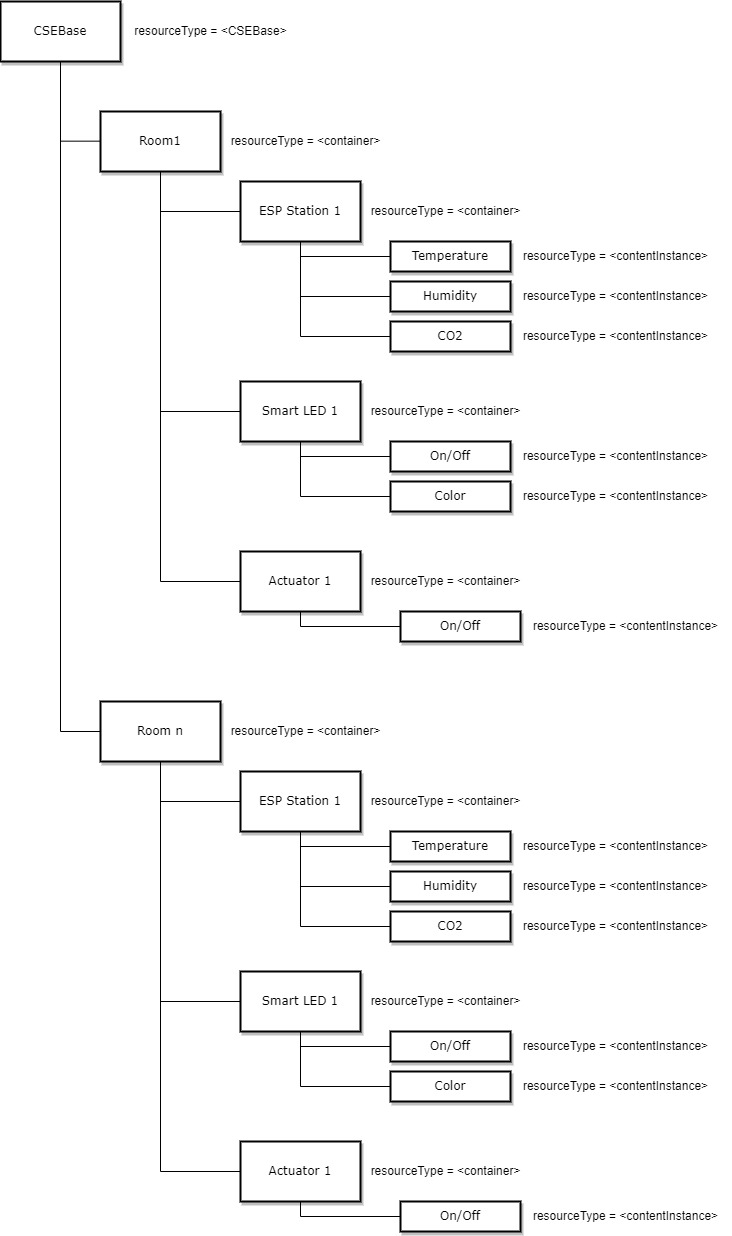 CSEBase resourceType = <CSEBase>
Room1 resourceType = <container>
ESP Station 1 resourceType = <container>
Temperature resourceType = <contentInstance>
Humidity resourceType = <contentInstance>
CO2 resourceType = <contentInstance>
Smart LED 1 resourceType = <container>
On/Off resourceType = <contentInstance>
Color resourceType = <contentInstance>
Actuator 1 resourceType = <container>
On/Off resourceType = <contentInstance>
Room n resourceType = <container>
ESP Station 1 resourceType = <container>
Temperature resourceType = <contentInstance>
Humidity resourceType = <contentInstance>
CO2 resourceType = <contentInstance>
Smart LED 1 resourceType = <container>
On/Off resourceType = <contentInstance>
Color resourceType = <contentInstance>
Actuator 1 resourceType = <container>
On/Off resourceType = <contentInstance>